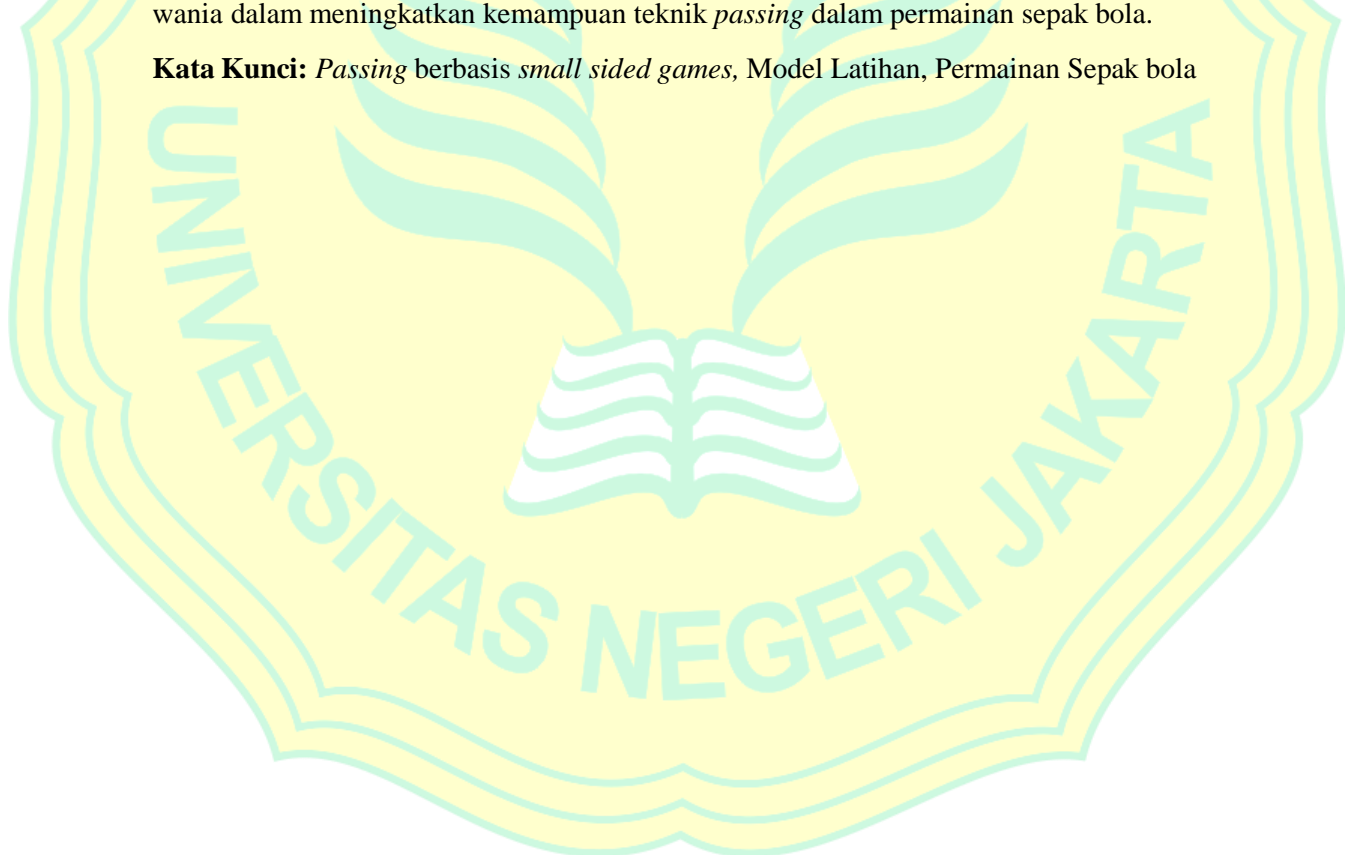 wania dalam meningkatkan kemampuan teknik passing dalam permainan sepak bola.
Kata Kunci: Passing berbasis small sided games, Model Latihan, Permainan Sepak bola
UNIVERSITAS NEGERI JAKARTA